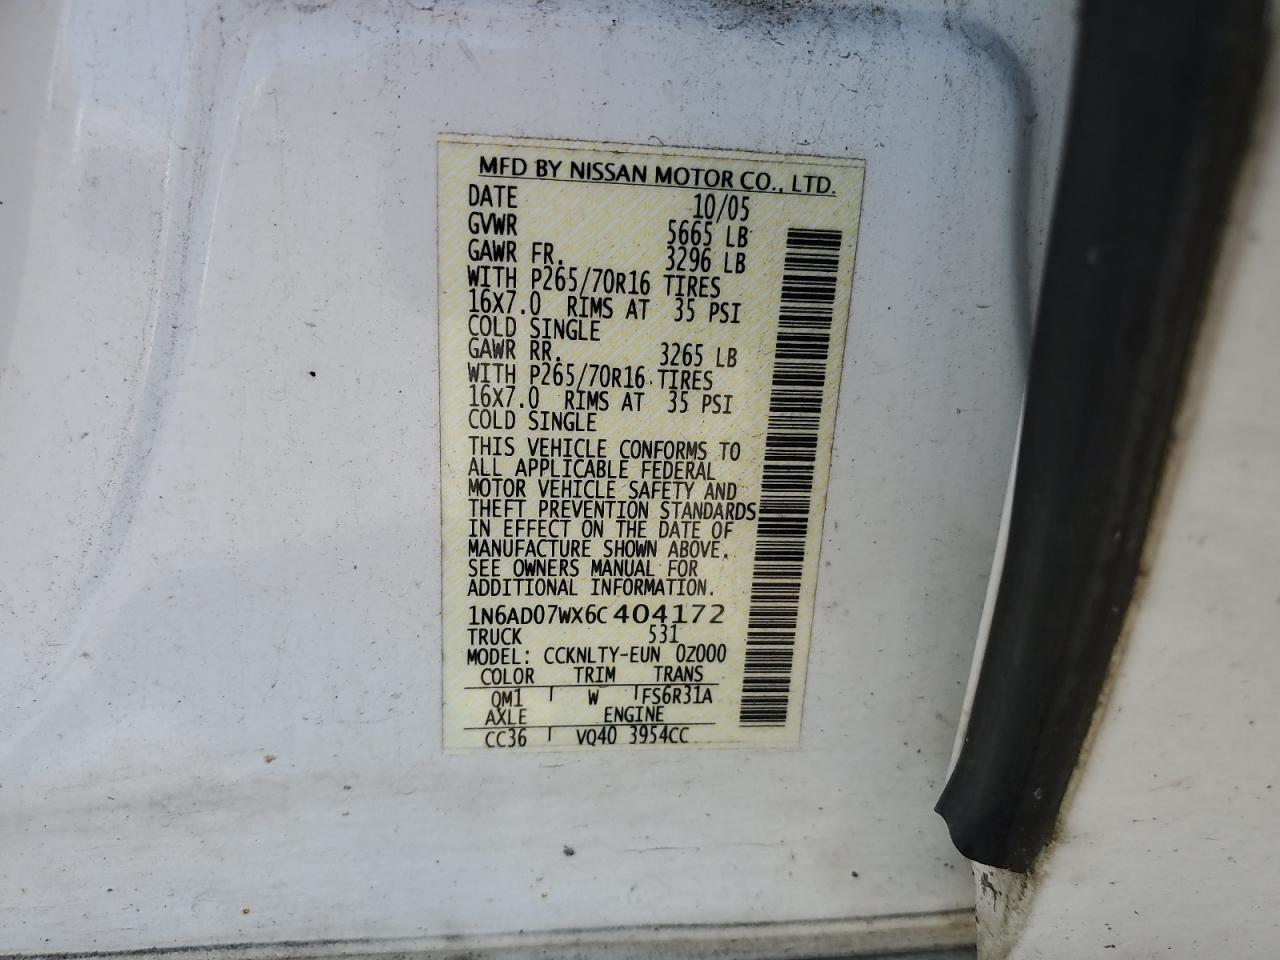 MFD BY NISSAN MOTOR CO., LTD.
DATE 10/05
GVWR 5665 LB
GAWR FR. 3296 LB
WITH P265/70R16 TIRES
16X7.0 RIMS AT 35 PSI
COLD SINGLE
GAWR RR. 3265 LB
WITH P265/70R16 TIRES
16X7.0 RIMS AT 35 PSI
COLD SINGLE
THIS VEHICLE CONFORMS TO
ALL APPLICABLE FEDERAL
MOTOR VEHICLE SAFETY AND
THEFT PREVENTION STANDARDS
IN EFFECT ON THE DATE OF
MANUFACTURE SHOWN ABOVE.
SEE OWNERS MANUAL FOR
ADDITIONAL INFORMATION.
1N6AD07WX6C404172
TRUCK 531
MODEL: CCKNLTY-EUN 0Z000
COLOR TRIM TRANS
QM1 W FS6R31A
AXLE ENGINE
CC36 VQ40 3954CC